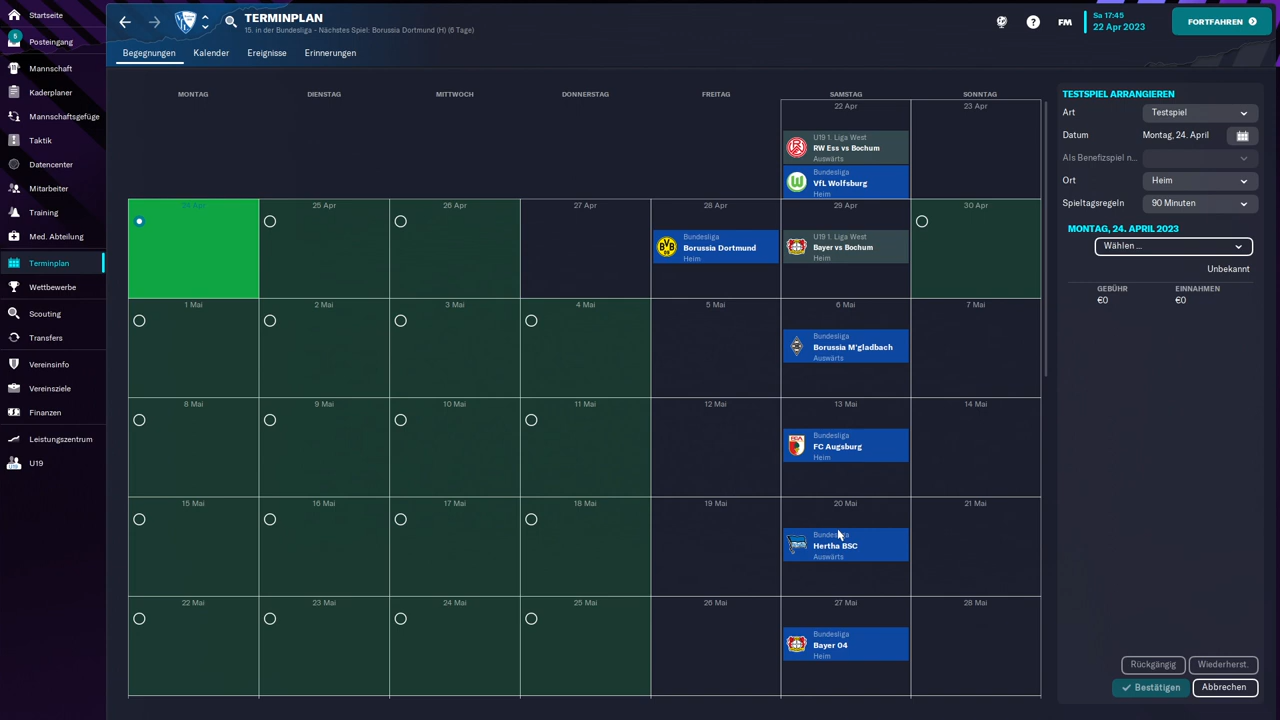 Startseite
5
Posteingang
Mannschaft
Kaderplaner
Mannschaftsgefüge
Taktik
Datencenter
Mitarbeiter
Training
Med. Abteilung
Terminplan
Wettbewerbe
Scouting
Transfers
Vereinsinfo
Vereinsziele
Finanzen
Leistungszentrum
U19
TERMINPLAN
15. in der Bundesliga - Nächstes Spiel: Borussia Dortmund (H) (6 Tage)
FM
Sa 17:45
22 Apr 2023
FORTFAHREN
Begegnungen Kalender Ereignisse Erinnerungen
MONTAG DIENSTAG MITTWOCH DONNERSTAG FREITAG SAMSTAG SONNTAG
22 Apr 23 Apr
U19 1. Liga West
RW Ess vs Bochum
Auswärts
Bundesliga
VfL Wolfsburg
Heim
24 Apr 25 Apr 26 Apr 27 Apr 28 Apr 29 Apr 30 Apr
Bundesliga
Borussia Dortmund
Heim
U19 1. Liga West
Bayer vs Bochum
Heim
1 Mai 2 Mai 3 Mai 4 Mai 5 Mai 6 Mai 7 Mai
Bundesliga
Borussia M'gladbach
Auswärts
8 Mai 9 Mai 10 Mai 11 Mai 12 Mai 13 Mai 14 Mai
Bundesliga
FC Augsburg
Heim
15 Mai 16 Mai 17 Mai 18 Mai 19 Mai 20 Mai 21 Mai
Bundesliga
Hertha BSC
Auswärts
22 Mai 23 Mai 24 Mai 25 Mai 26 Mai 27 Mai 28 Mai
Bundesliga
Bayer 04
Heim
TESTSPIEL ARRANGIEREN
Art Testspiel
Datum Montag, 24. April
Als Benefizspiel n...
Ort Heim
Spieltagsregeln 90 Minuten
MONTAG, 24. APRIL 2023
Wählen ...
Unbekannt
GEBÜHR EINNAHMEN
€0 €0
Rückgängig Wiederherst.
Bestätigen Abbrechen